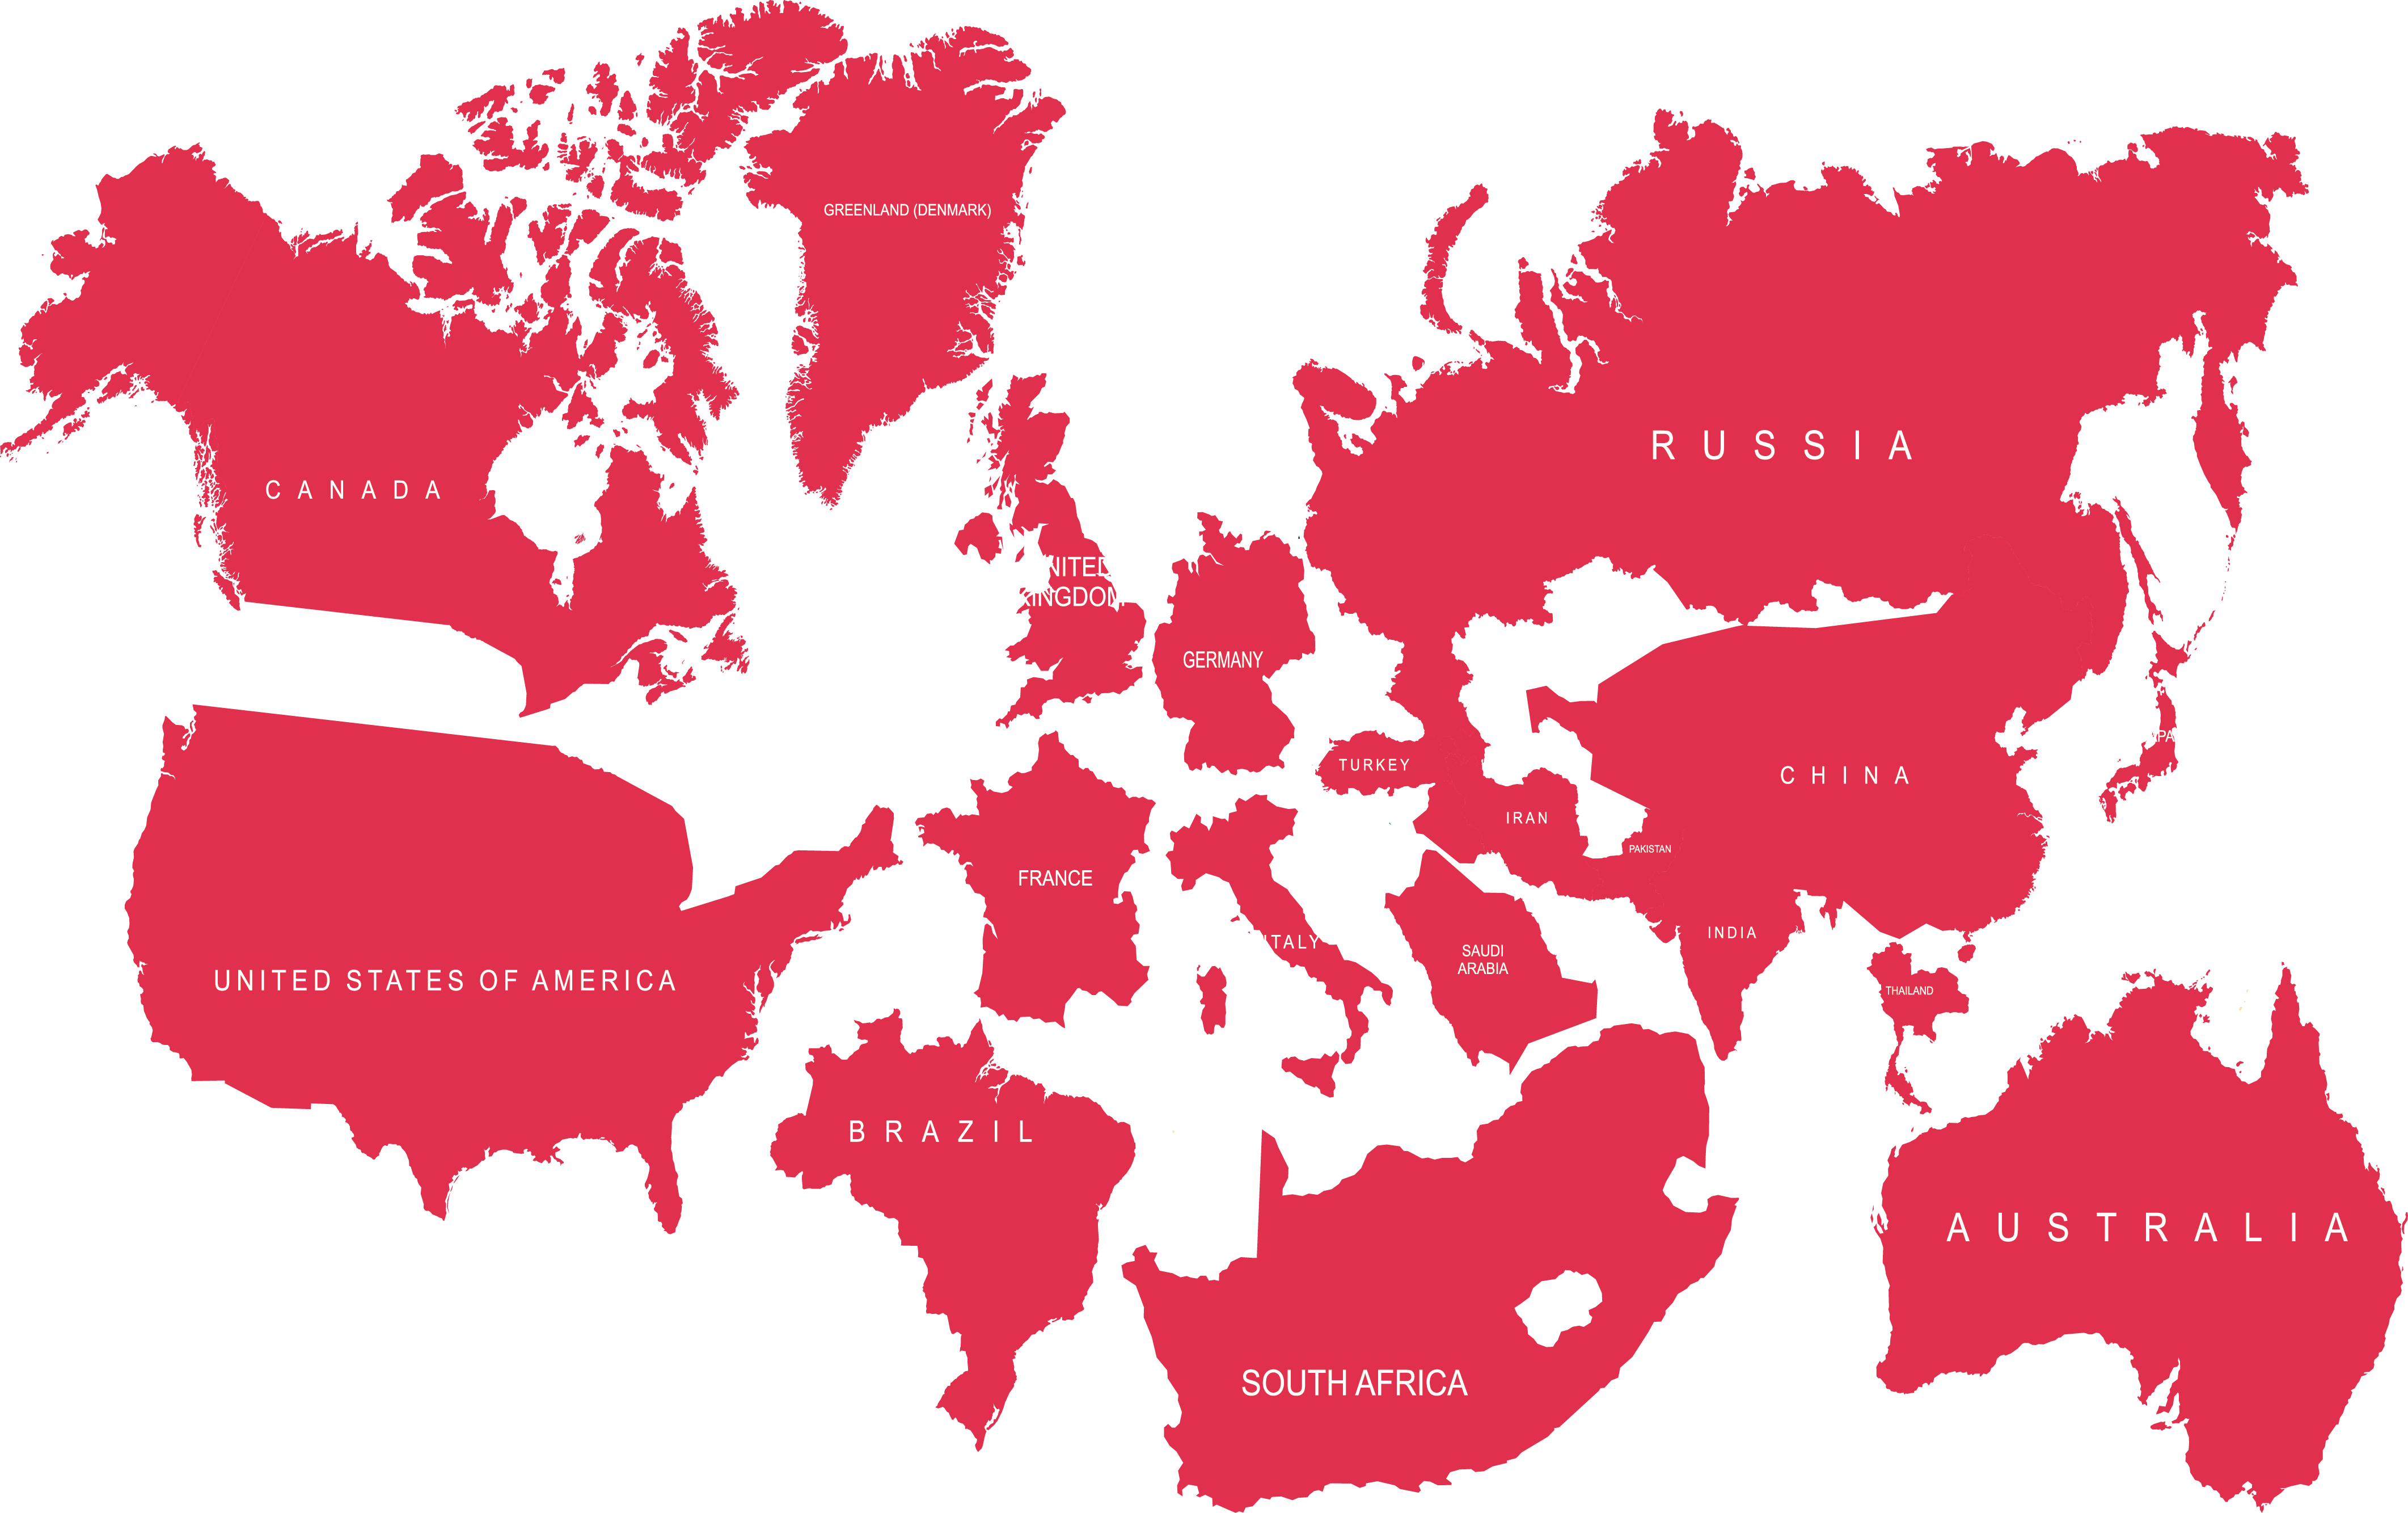 GREENLAND (DENMARK)
RUSSIA
CANADA
NITED
KINGDOM
GERMANY
TURKEY
CHINA
IRAN
PAKISTAN
FRANCE
INDIA
ITALY
SAUDI
ARABIA
UNITED STATES OF AMERICA
THAILAND
BRAZIL
AUSTRALIA
SOUTH AFRICA